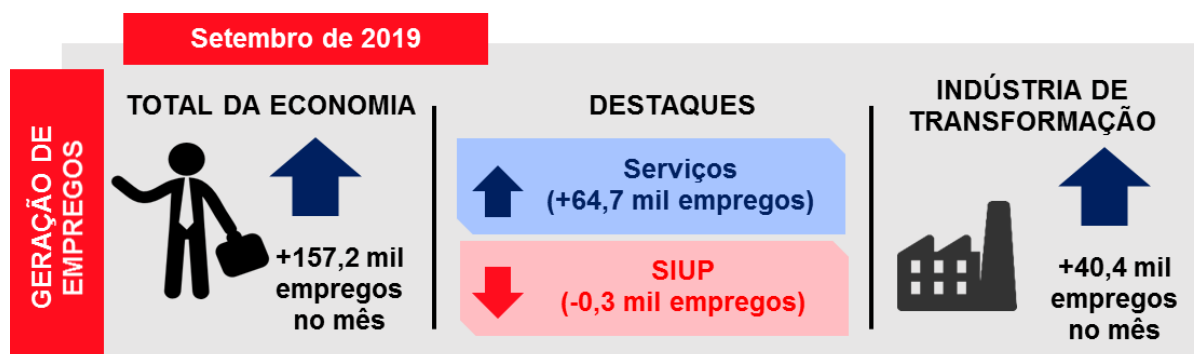 Setembro de 2019
GERAÇÃO DE
EMPREGOS
TOTAL DA ECONOMIA
+157,2 mil
empregos
no mês
DESTAQUES
Serviços
(+64,7 mil empregos)
SIUP
(-0,3 mil empregos)
INDÚSTRIA DE
TRANSFORMAÇÃO
+40,4 mil
empregos
no mês